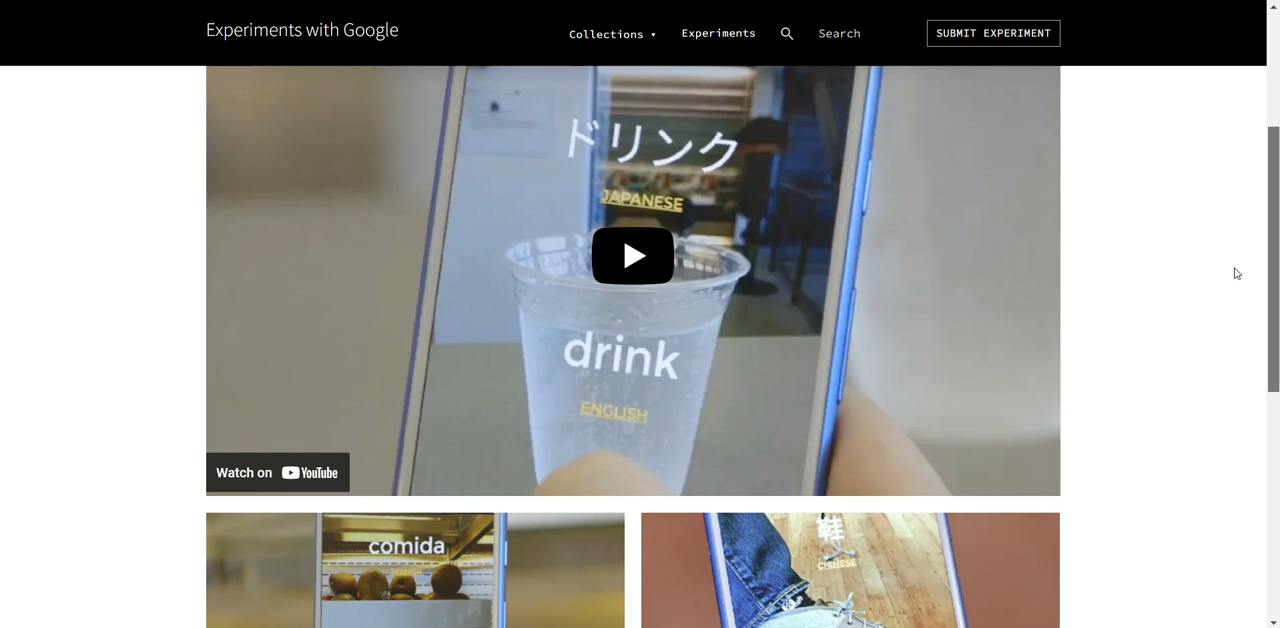 Experiments with Google
Collections ▾
Experiments
Search
SUBMIT EXPERIMENT
ドリンク
JAPANESE
drink
ENGLISH
Watch on YouTube
comida
鞋
CHINESE